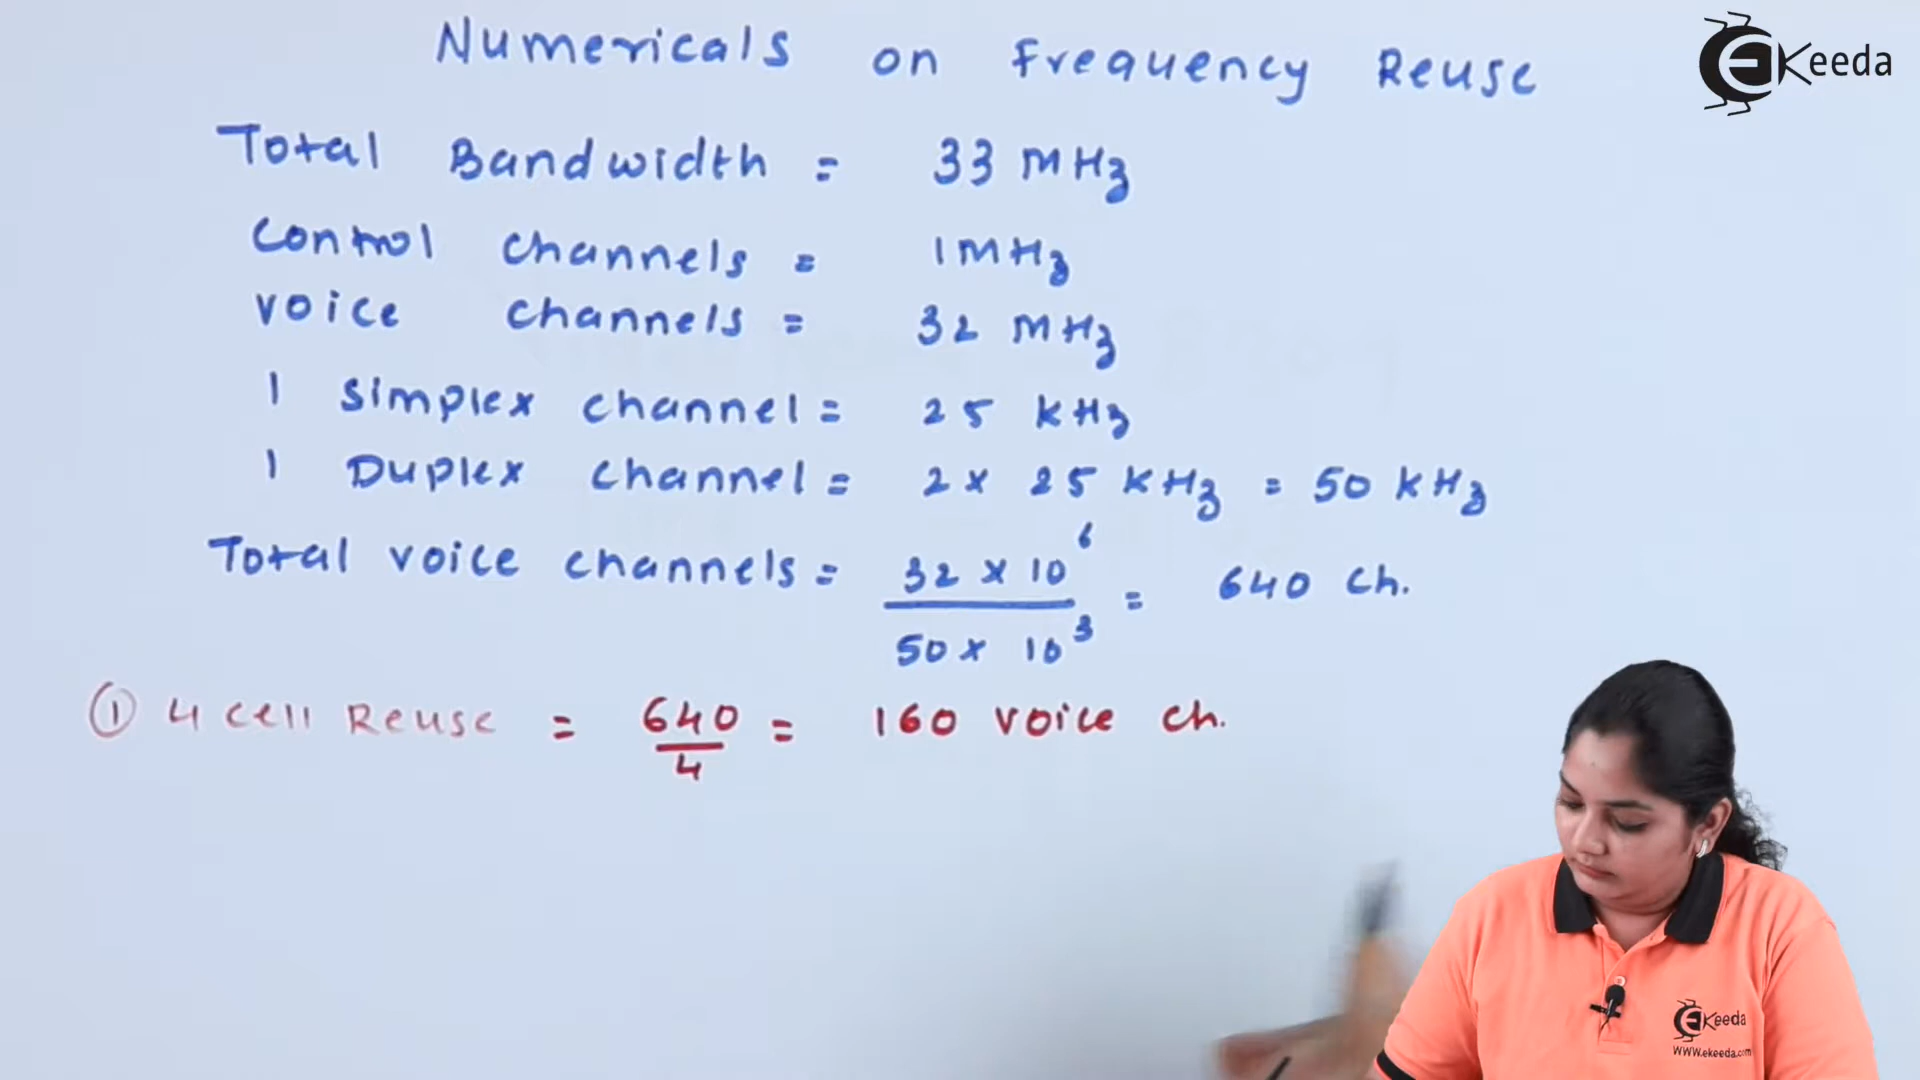 Numericals on Frequency Reuse
EKeeda
Total Bandwidth = 33 MHz
Control channels = 1 MHz
Voice channels = 32 MHz
1 Simplex channel = 25 kHz
1 Duplex channel = 2 x 25 kHz = 50 kHz
Total voice channels = 32 x 10^6 / 50 x 10^3 = 640 ch.
① 4 cell Reuse = 640/4 = 160 voice ch.
EKeeda
WWW.ekeeda.com